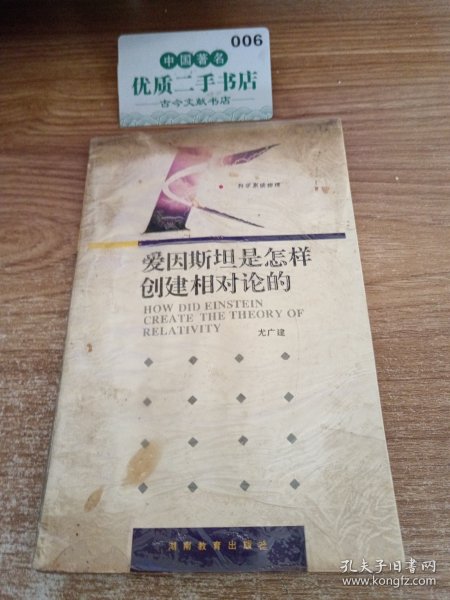 006
中国著名
优质二手书店
古今文献书店
科学思维推理
爱因斯坦是怎样
创建相对论的
HOW DID EINSTEIN
CREATE THE THEORY OF
RELATIVITY
尤广建
湖南教育出版社
孔夫子旧书网
www.kongfz.com